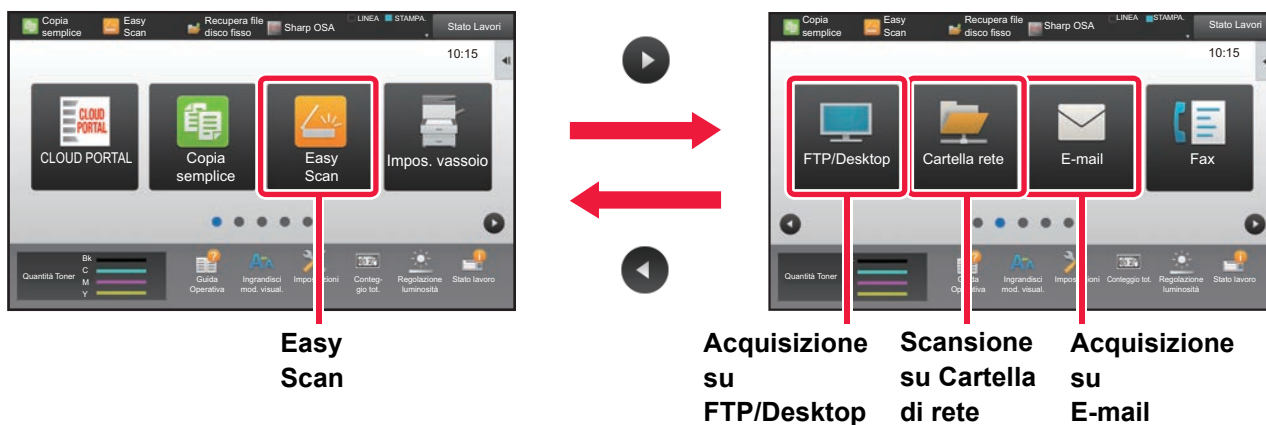 Copia semplice
Easy Scan
Recupera file disco fisso
Sharp OSA
LINEA
STAMPA.
Stato Lavori
10:15
CLOUD PORTAL
CLOUD PORTAL
Copia semplice
Easy Scan
Impos. vassoio
Quantità Toner
Bk
C
M
Y
Guida Operativa
Ingrandisci mod. visual.
Conteg-
gio tot.
Regolazione luminosità
Stato lavoro
Easy
Scan
Copia semplice
Easy Scan
Recupera file disco fisso
Sharp OSA
LINEA
STAMPA.
Stato Lavori
10:15
FTP/Desktop
Cartella rete
E-mail
Fax
Quantità Toner
Ingrandisci mod. visual.
Conteggio tot.
Regolazione luminosità
Stato lavoro
Acquisizione
su
FTP/Desktop
Scansione
su Cartella
di rete
Acquisizione
su
E-mail